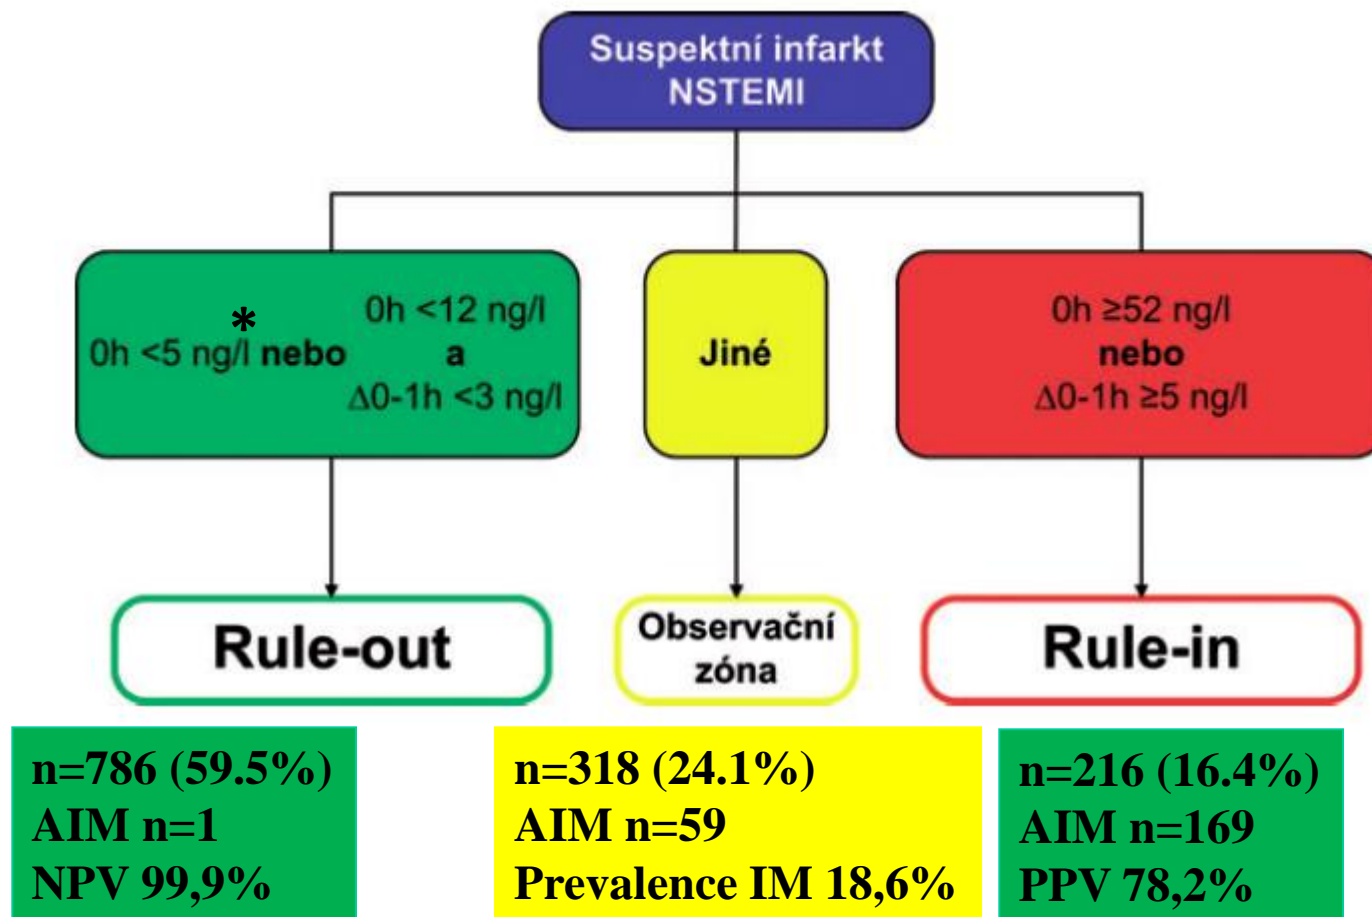 Suspektní infarkt
NSTEMI
*
0h <5 ng/l nebo
0h <12 ng/l
a
Δ0-1h <3 ng/l
Jiné
0h ≥52 ng/l
nebo
Δ0-1h ≥5 ng/l
Rule-out
Observační
zóna
Rule-in
n=786 (59.5%)
AIM n=1
NPV 99,9%
n=318 (24.1%)
AIM n=59
Prevalence IM 18,6%
n=216 (16.4%)
AIM n=169
PPV 78,2%